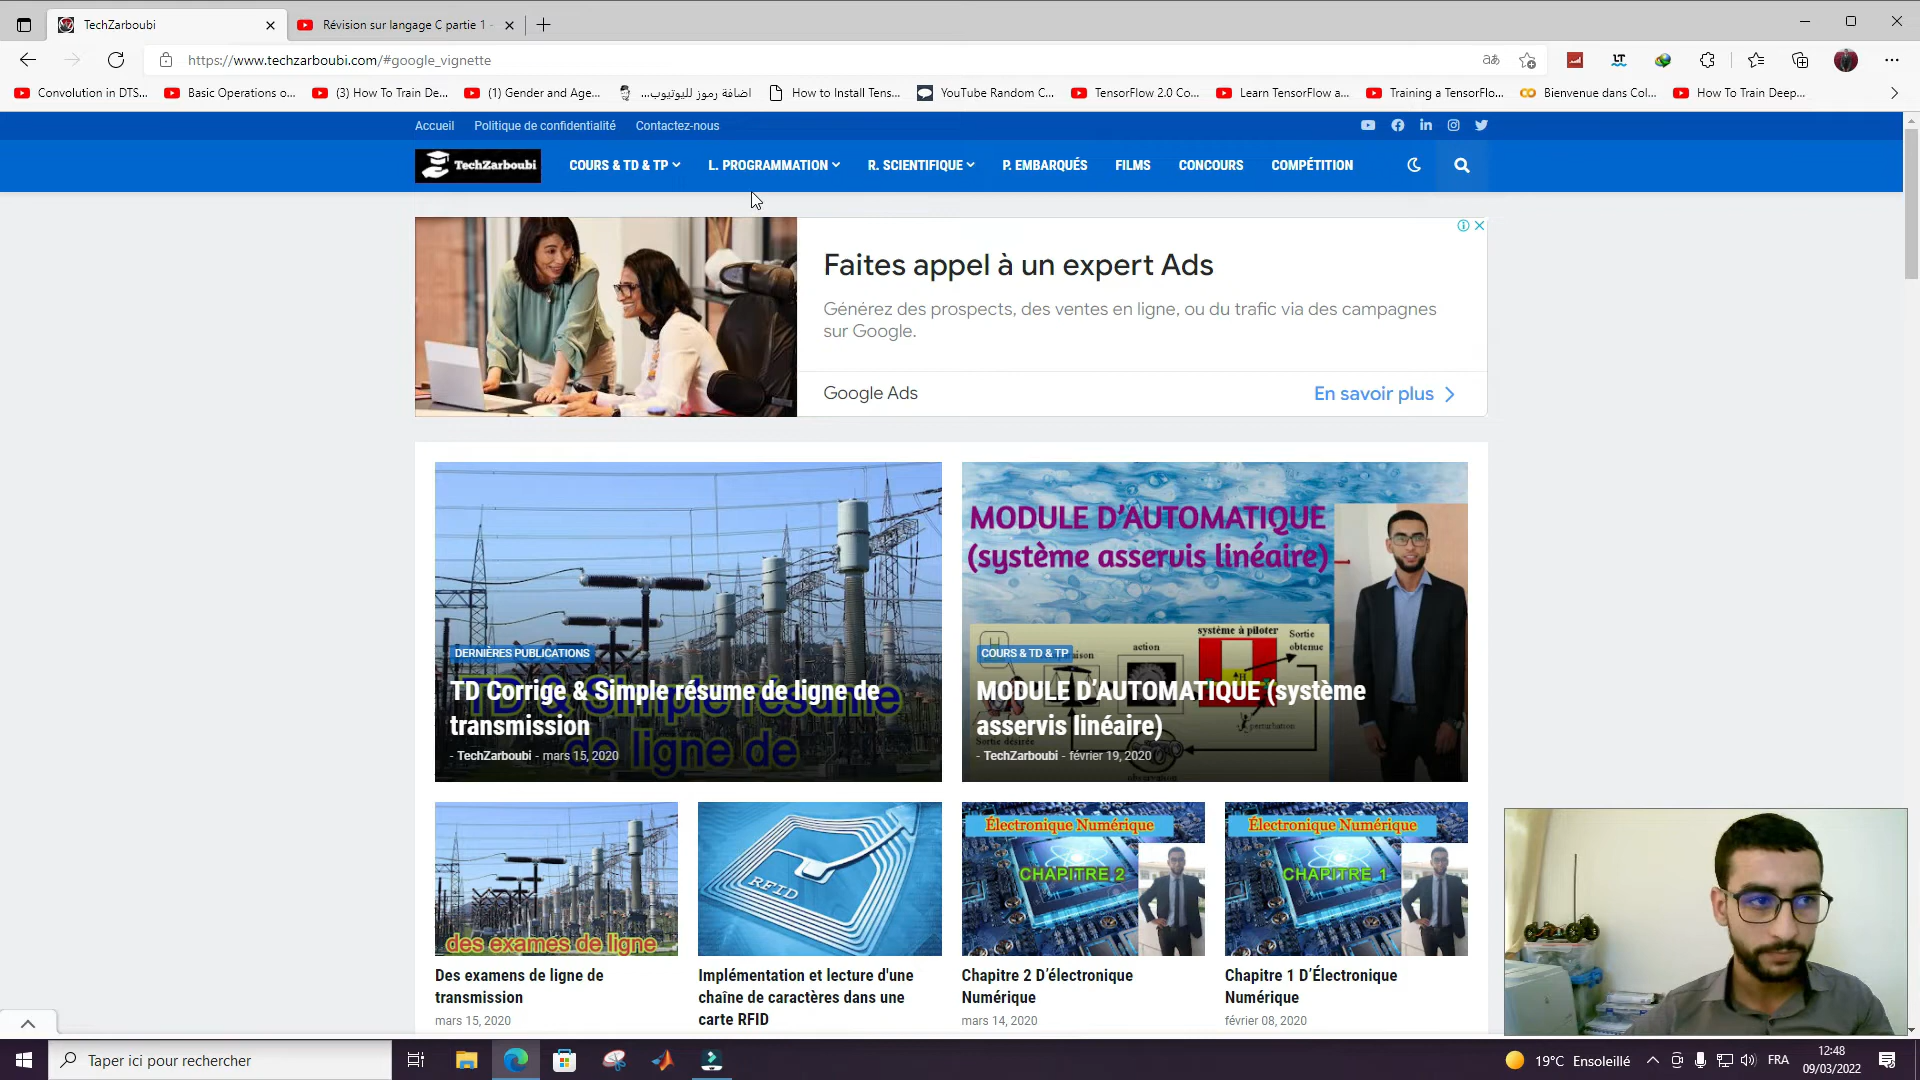 TechZarboubi
Révision sur langage C partie 1 -
https://www.techzarboubi.com/#google_vignette
Convolution in DTS...
Basic Operations o...
(3) How To Train De...
(1) Gender and Age...
اضافة رموز لليوتيوب...
How to Install Tens...
YouTube Random C...
TensorFlow 2.0 Co...
Learn TensorFlow a...
Training a TensorFlo...
Bienvenue dans Col...
How To Train Deep...
Accueil
Politique de confidentialité
Contactez-nous
TechZarboubi
COURS & TD & TP
L. PROGRAMMATION
R. SCIENTIFIQUE
P. EMBARQUÉS
FILMS
CONCOURS
COMPÉTITION
Faites appel à un expert Ads
Générez des prospects, des ventes en ligne, ou du trafic via des campagnes
sur Google.
Google Ads
En savoir plus
DERNIÈRES PUBLICATIONS
TD Corrige & Simple résume de ligne de
transmission
- TechZarboubi - mars 15, 2020
MODULE D'AUTOMATIQUE
(système asservis linéaire)
système à piloter
Sortie
obtenue
action
perturbation
COURS & TD & TP
MODULE D'AUTOMATIQUE (système
asservis linéaire)
- TechZarboubi - février 19, 2020
des exames de ligne
Des examens de ligne de
transmission
mars 15, 2020
RFID
Implémentation et lecture d'une
chaîne de caractères dans une
carte RFID
Électronique Numérique
CHAPITRE 2
Chapitre 2 D'électronique
Numérique
mars 14, 2020
Électronique Numérique
CHAPITRE 1
Chapitre 1 D'Électronique
Numérique
février 08, 2020
Taper ici pour rechercher
19°C Ensoleillé
FRA
12:48
09/03/2022